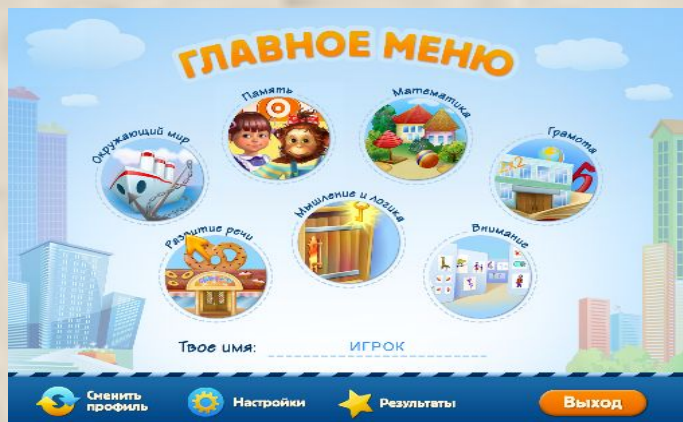 ГЛАВНОЕ МЕНЮ
Память
Математика
Окружающий мир
Грамота
Мышление и логика
Развитие речи
Внимание
Твое имя: ИГРОК
Сменить
профиль
Настройки
Результаты
Выход